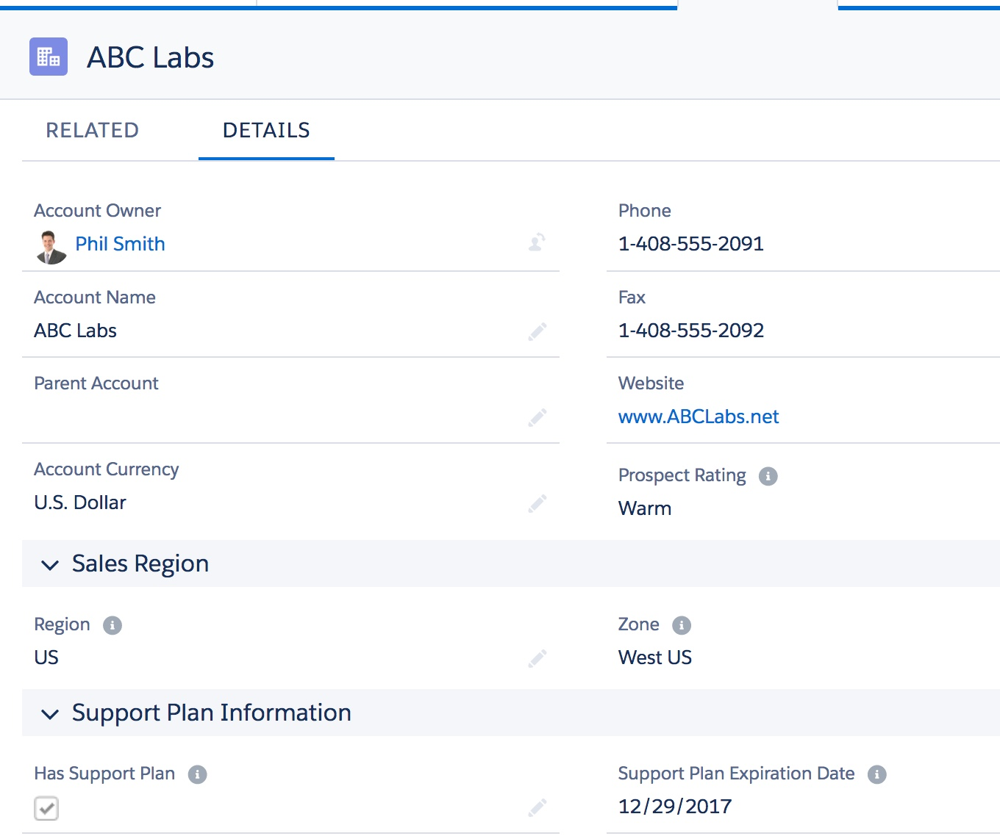 ABC Labs
RELATED DETAILS
Account Owner
Phil Smith
Phone
1-408-555-2091
Account Name
ABC Labs
Fax
1-408-555-2092
Parent Account
Website
www.ABCLabs.net
Account Currency
U.S. Dollar
Prospect Rating
Warm
Sales Region
Region
US
Zone
West US
Support Plan Information
Has Support Plan
Support Plan Expiration Date
12/29/2017